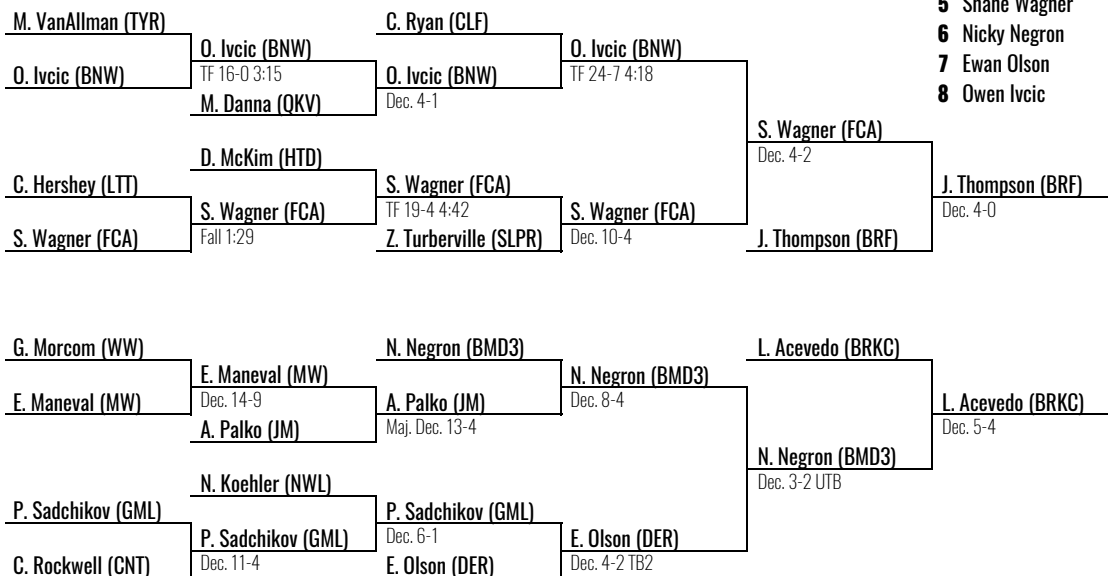 5 Shane Wagner
6 Nicky Negron
7 Ewan Olson
8 Owen Ivcic
M. VanAllman (TYR)
O. Ivcic (BNW)
O. Ivcic (BNW)
TF 16-0 3:15
M. Danna (QKV)
C. Ryan (CLF)
O. Ivcic (BNW)
Dec. 4-1
O. Ivcic (BNW)
TF 24-7 4:18
C. Hershey (LTT)
S. Wagner (FCA)
D. McKim (HTD)
S. Wagner (FCA)
Fall 1:29
S. Wagner (FCA)
TF 19-4 4:42
Z. Turberville (SLPR)
S. Wagner (FCA)
Dec. 10-4
S. Wagner (FCA)
Dec. 4-2
J. Thompson (BRF)
J. Thompson (BRF)
Dec. 4-0
G. Morcom (WW)
E. Maneval (MW)
E. Maneval (MW)
Dec. 14-9
A. Palko (JM)
N. Negron (BMD3)
A. Palko (JM)
Maj. Dec. 13-4
N. Negron (BMD3)
Dec. 8-4
P. Sadchikov (GML)
C. Rockwell (CNT)
N. Koehler (NWL)
P. Sadchikov (GML)
Dec. 11-4
P. Sadchikov (GML)
Dec. 6-1
E. Olson (DER)
E. Olson (DER)
Dec. 4-2 TB2
L. Acevedo (BRKC)
N. Negron (BMD3)
Dec. 3-2 UTB
L. Acevedo (BRKC)
Dec. 5-4